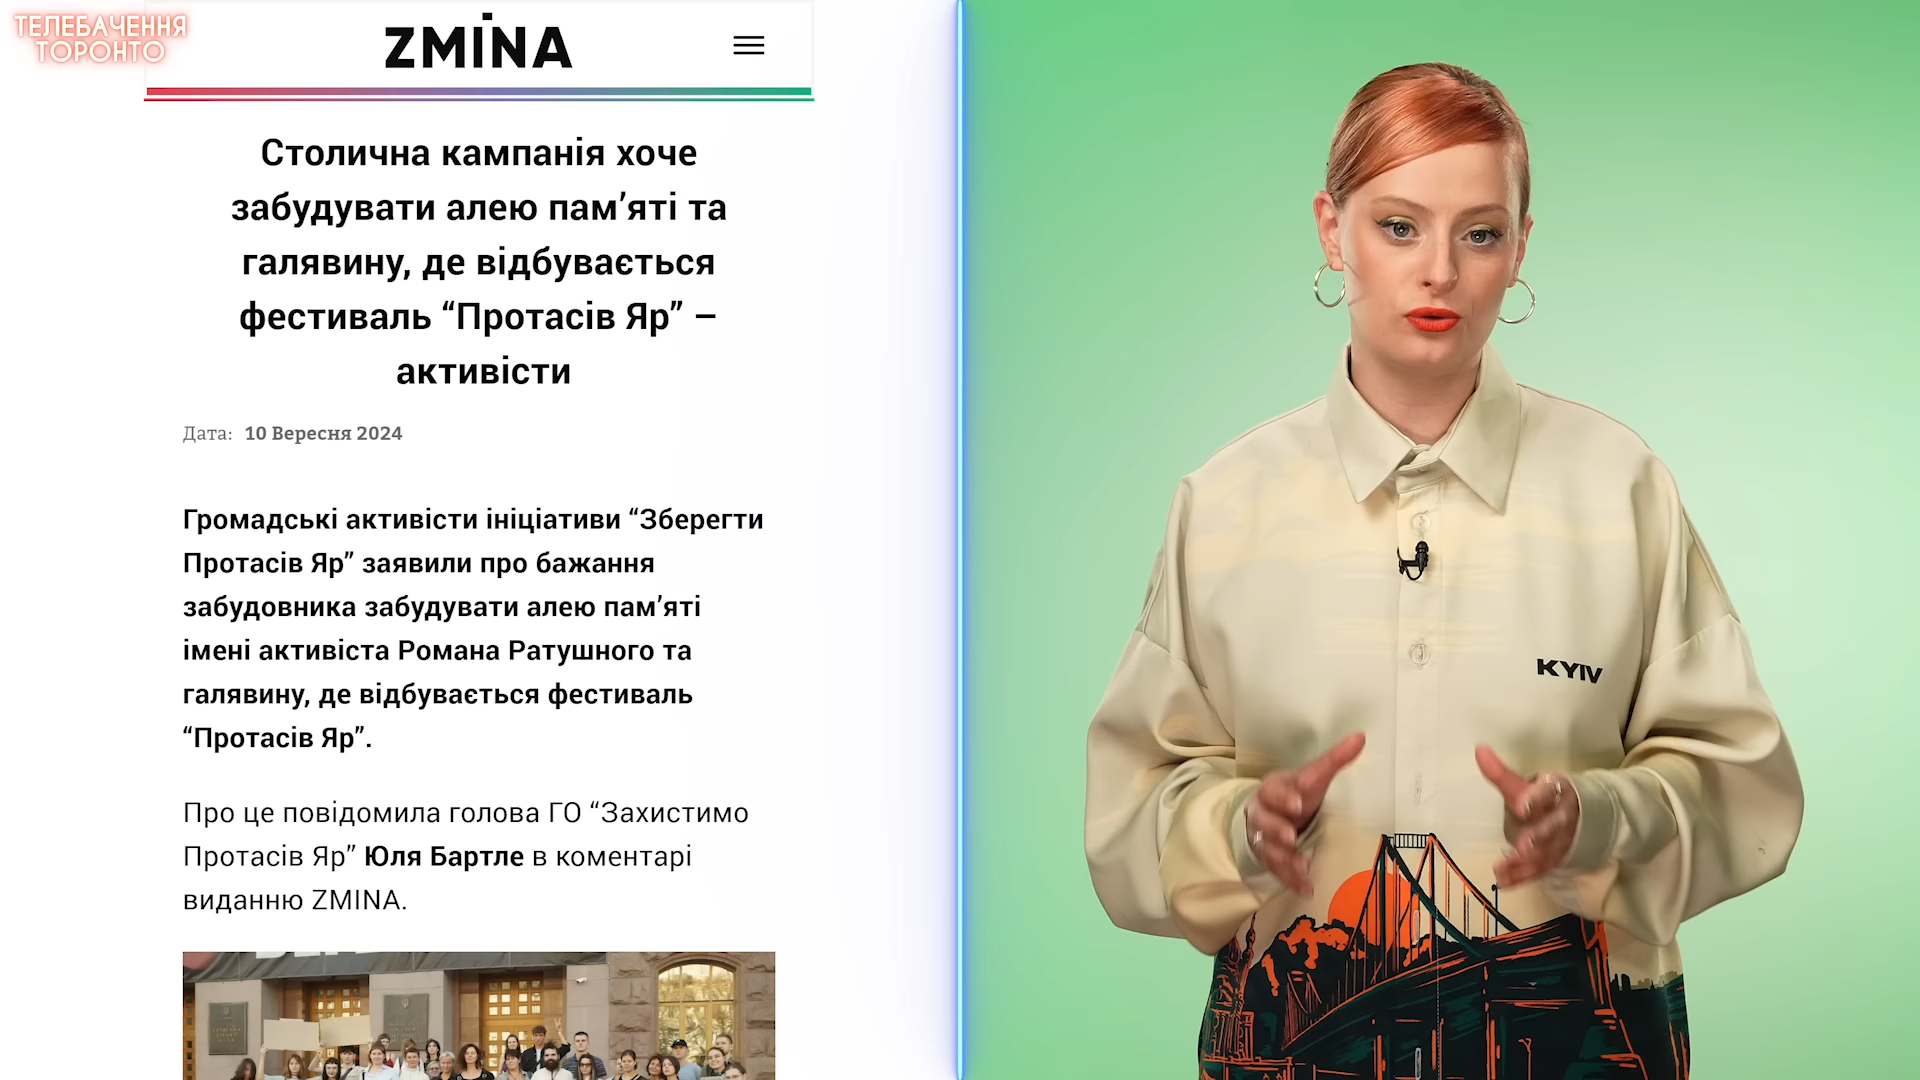 ТЕЛЕБАЧЕННЯ
ТОРОНТО
ZMINA
Столична кампанія хоче
забудувати алею пам’яті та
галявину, де відбувається
фестиваль “Протасів Яр” –
активісти
Дата: 10 Вересня 2024
Громадські активісти ініціативи “Зберегти
Протасів Яр” заявили про бажання
забудовника забудувати алею пам’яті
імені активіста Романа Ратушного та
галявину, де відбувається фестиваль
“Протасів Яр”.
Про це повідомила голова ГО “Захистимо
Протасів Яр” Юля Бартле в коментарі
виданню ZMINA.
KYIV